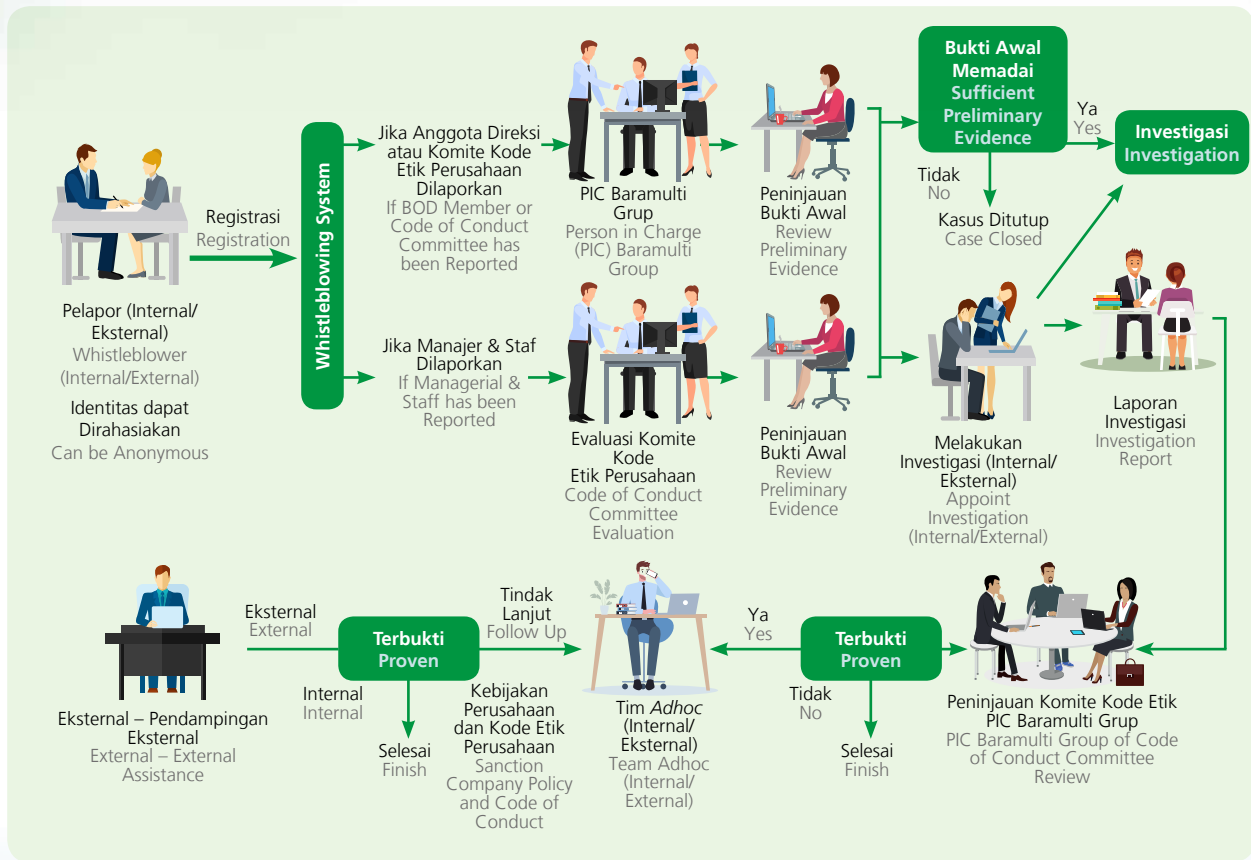 Pelapor (Internal/
Eksternal)
Whistleblower
(Internal/External)
Identitas dapat
Dirahasiakan
Can be Anonymous
Registrasi
Registration
Whistleblowing System
Jika Anggota Direksi
atau Komite Kode
Etik Perusahaan
Dilaporkan
If BOD Member or
Code of Conduct
Committee has
been Reported
PIC Baramulti
Grup
Person in Charge
(PIC) Baramulti
Group
Peninjauan
Bukti Awal
Review
Preliminary
Evidence
Bukti Awal
Memadai
Sufficient
Preliminary
Evidence
Ya
Yes
Investigasi
Investigation
Tidak
No
Kasus Ditutup
Case Closed
Jika Manajer & Staf
Dilaporkan
If Managerial &
Staff has been
Reported
Evaluasi Komite
Kode
Etik Perusahaan
Code of Conduct
Committee
Evaluation
Peninjauan
Bukti Awal
Review
Preliminary
Evidence
Melakukan
Investigasi (Internal/
Eksternal)
Appoint
Investigation
(Internal/External)
Laporan
Investigasi
Investigation
Report
Peninjauan Komite Kode Etik
PIC Baramulti Grup
PIC Baramulti Group of Code
of Conduct Committee
Review
Terbukti
Proven
Ya
Yes
Tidak
No
Selesai
Finish
Tim Adhoc
(Internal/
Eksternal)
Team Adhoc
(Internal/
External)
Tindak
Lanjut
Follow Up
Kebijakan
Perusahaan
dan Kode Etik
Perusahaan
Sanction
Company Policy
and Code of
Conduct
Terbukti
Proven
Eksternal
External
Internal
Internal
Selesai
Finish
Eksternal – Pendampingan
Eksternal
External – External
Assistance